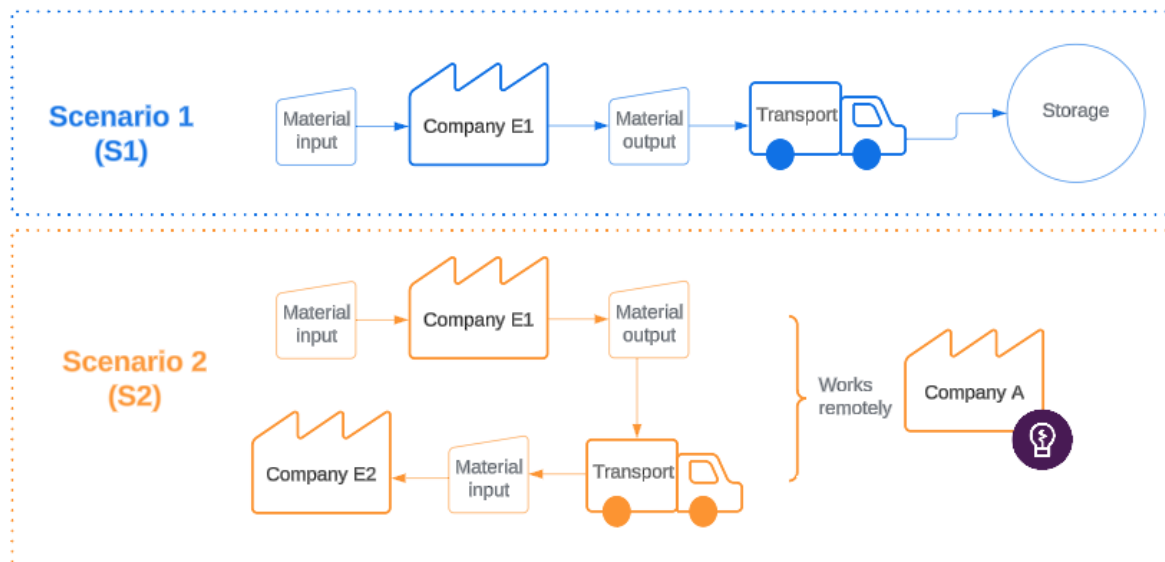 Scenario 1
(S1)
Material
input
Company E1
Material
output
Transport
Storage
Scenario 2
(S2)
Material
input
Company E1
Material
output
Works
remotely
Company A
Company E2
Material
input
Transport